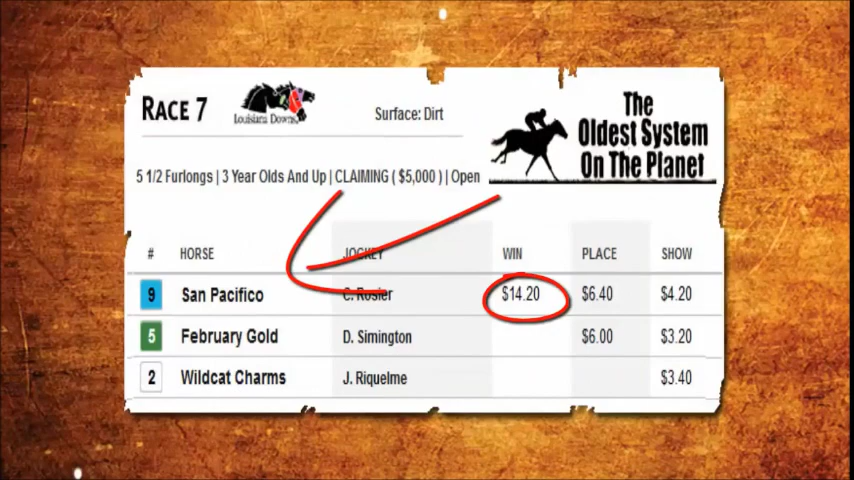 RACE 7
Louisiana Downs
Surface: Dirt
The
Oldest System
On The Planet
5 1/2 Furlongs | 3 Year Olds And Up | CLAIMING ( $5,000 ) | Open
# HORSE JOCKEY WIN PLACE SHOW
9 San Pacifico C. Rosier $14.20 $6.40 $4.20
5 February Gold D. Simington $6.00 $3.20
2 Wildcat Charms J. Riquelme $3.40